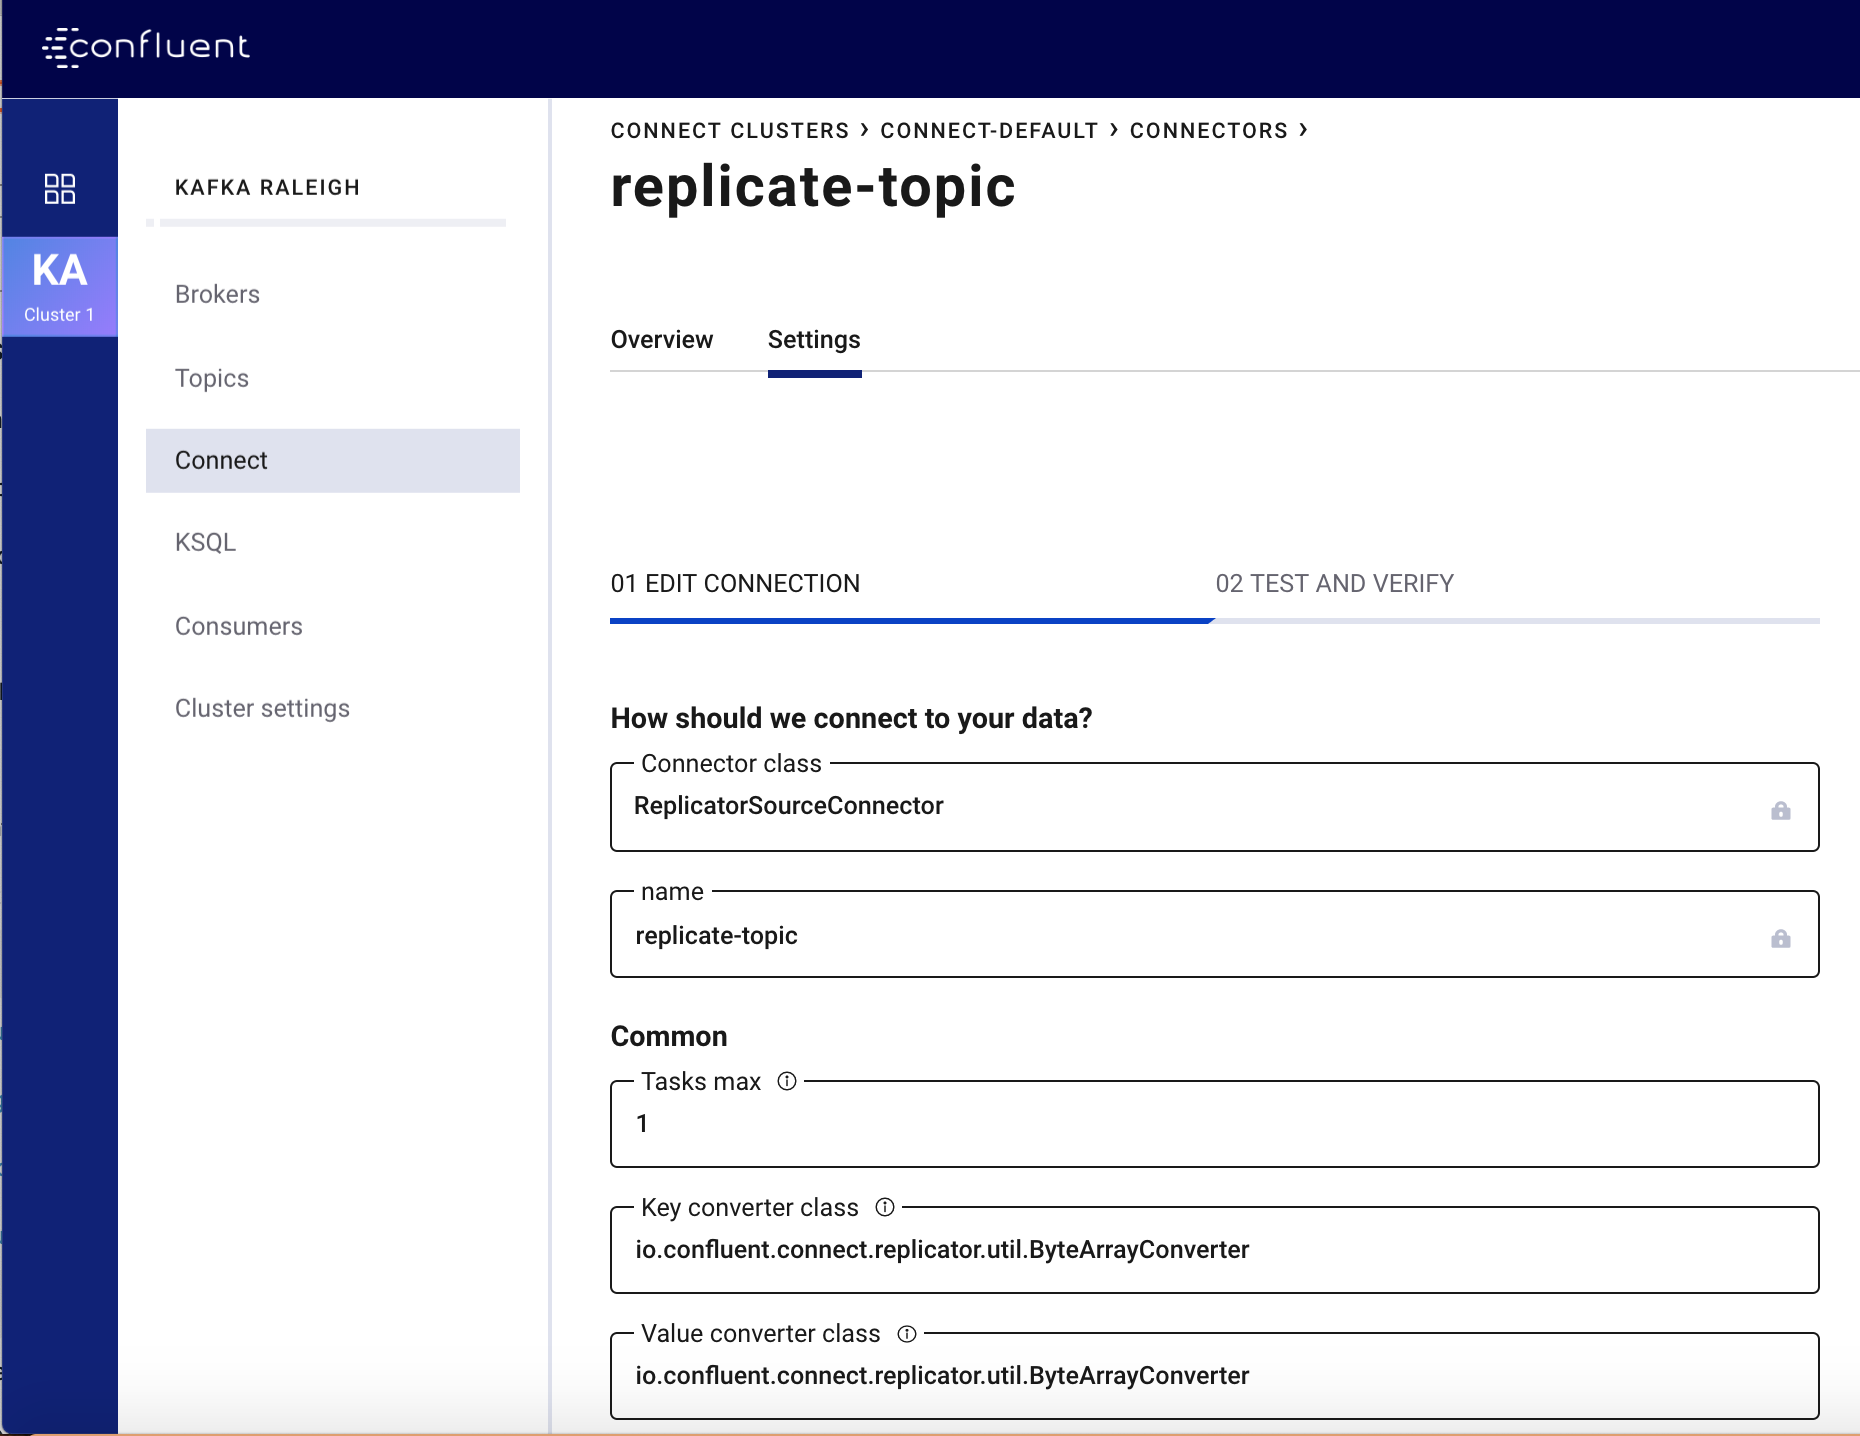 confluent
CONNECT CLUSTERS › CONNECT-DEFAULT › CONNECTORS ›
replicate-topic
KAFKA RALEIGH
KA
Cluster 1
Brokers
Topics
Connect
KSQL
Consumers
Cluster settings
Overview Settings
01 EDIT CONNECTION 02 TEST AND VERIFY
How should we connect to your data?
Connector class
ReplicatorSourceConnector
name
replicate-topic
Common
Tasks max
1
Key converter class
io.confluent.connect.replicator.util.ByteArrayConverter
Value converter class
io.confluent.connect.replicator.util.ByteArrayConverter